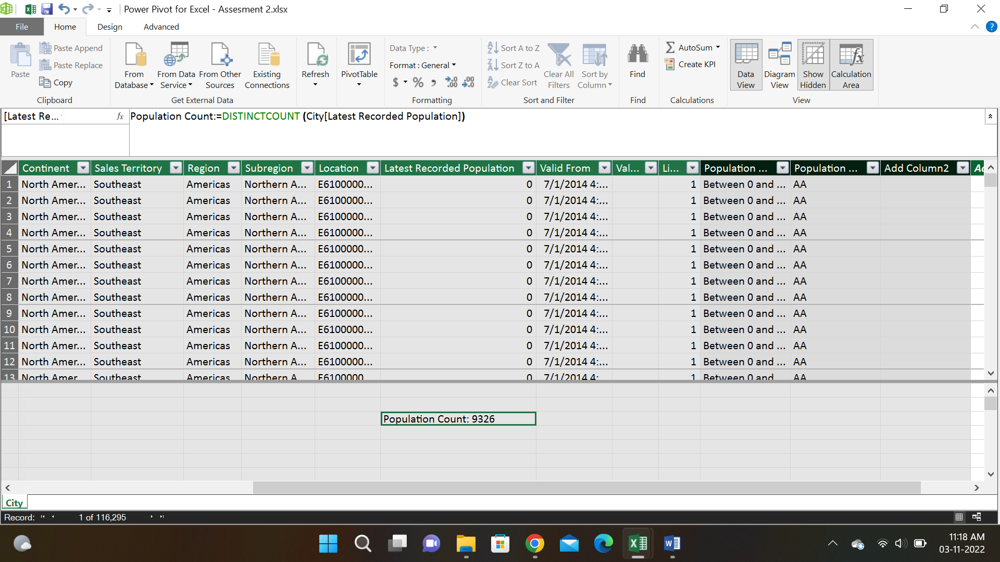 Power Pivot for Excel - Assesment 2.xlsx
File Home Design Advanced
Paste
Paste Append
Paste Replace
Copy
Clipboard
From Database
From Data Service
From Other Sources
Existing Connections
Get External Data
Refresh
PivotTable
Data Type :
Format : General
$ % ,
Formatting
Sort A to Z
Sort Z to A
Clear Sort
Clear All Filters
Sort by Column
Sort and Filter
Find
Find
AutoSum
Create KPI
Calculations
Data View
Diagram View
Show Hidden
Calculation Area
View
[Latest Re... fx Population Count:=DISTINCTCOUNT (City[Latest Recorded Population])
Continent Sales Territory Region Subregion Location Latest Recorded Population Valid From Val... Li... Population ... Population ... Add Column2
1 North Amer... Southeast Americas Northern A... E6100000... 0 7/1/2014 4:... 1 Between 0 and ... AA
2 North Amer... Southeast Americas Northern A... E6100000... 0 7/1/2014 4:... 1 Between 0 and ... AA
3 North Amer... Southeast Americas Northern A... E6100000... 0 7/1/2014 4:... 1 Between 0 and ... AA
4 North Amer... Southeast Americas Northern A... E6100000... 0 7/1/2014 4:... 1 Between 0 and ... AA
5 North Amer... Southeast Americas Northern A... E6100000... 0 7/1/2014 4:... 1 Between 0 and ... AA
6 North Amer... Southeast Americas Northern A... E6100000... 0 7/1/2014 4:... 1 Between 0 and ... AA
7 North Amer... Southeast Americas Northern A... E6100000... 0 7/1/2014 4:... 1 Between 0 and ... AA
8 North Amer... Southeast Americas Northern A... E6100000... 0 7/1/2014 4:... 1 Between 0 and ... AA
9 North Amer... Southeast Americas Northern A... E6100000... 0 7/1/2014 4:... 1 Between 0 and ... AA
10 North Amer... Southeast Americas Northern A... E6100000... 0 7/1/2014 4:... 1 Between 0 and ... AA
11 North Amer... Southeast Americas Northern A... E6100000... 0 7/1/2014 4:... 1 Between 0 and ... AA
12 North Amer... Southeast Americas Northern A... E6100000... 0 7/1/2014 4:... 1 Between 0 and ... AA
13 North Amer Southeast Americas Northern A E6100000 0 7/1/2014 4: 1 Between 0 and AA
Population Count: 9326
City
Record: 1 of 116,295
11:18 AM
03-11-2022